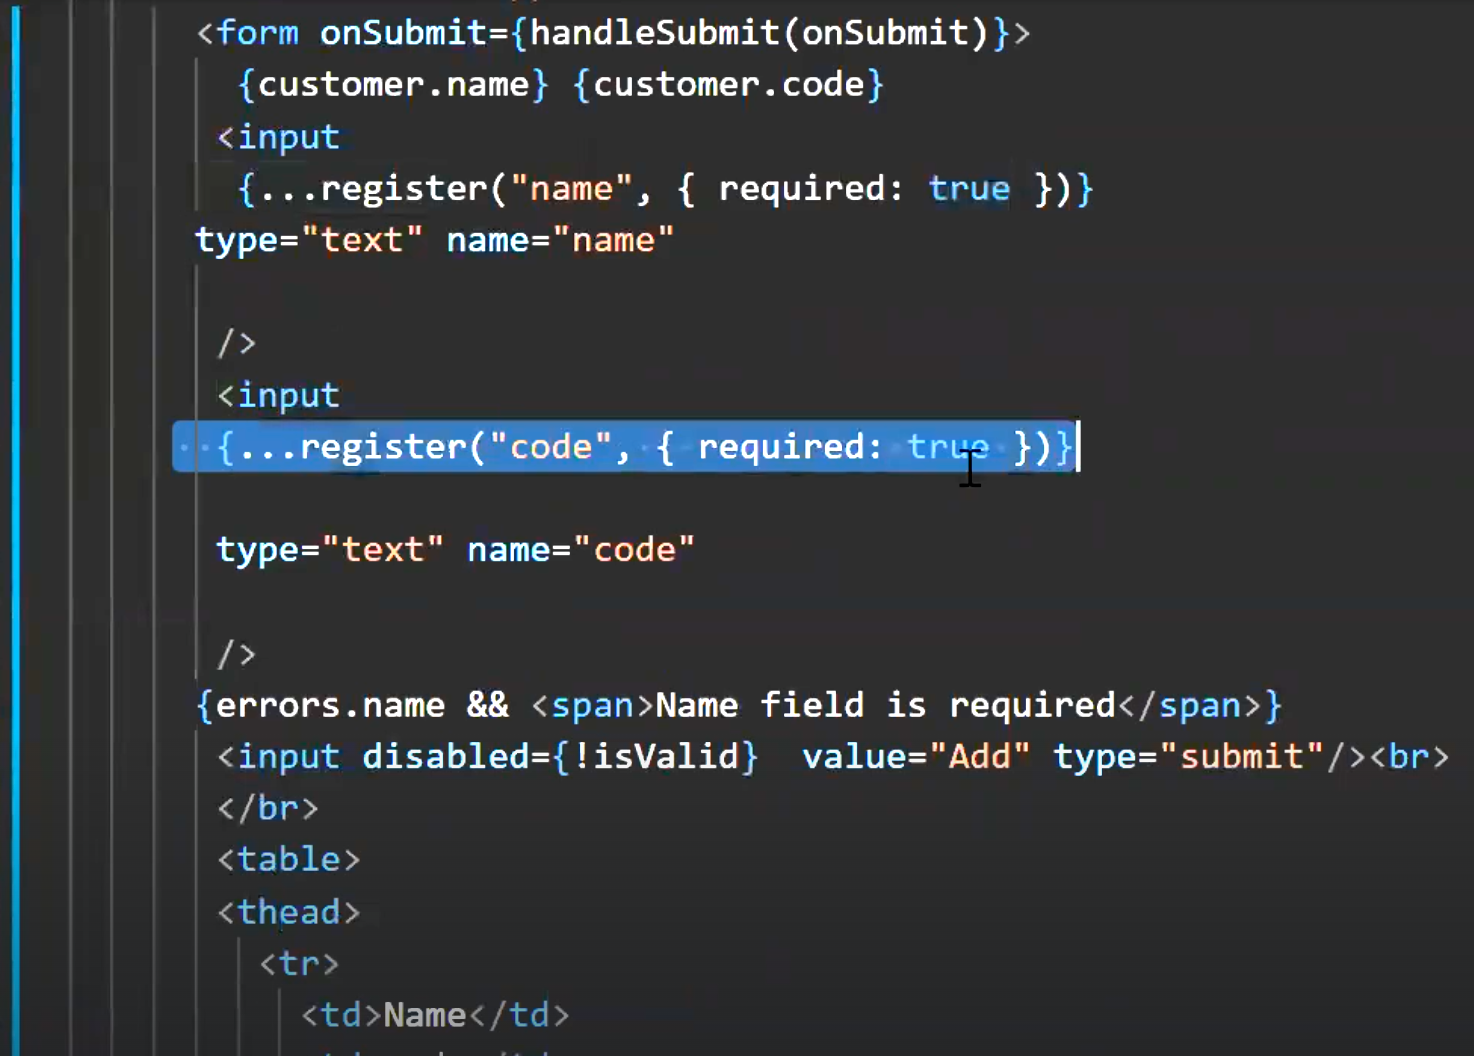 <form onSubmit={handleSubmit(onSubmit)}>
{customer.name} {customer.code}
<input
{...register("name", { required: true })}
type="text" name="name"
/>
<input
{...register("code", { required: true })}
type="text" name="code"
/>
{errors.name && <span>Name field is required</span>}
<input disabled={!isValid}  value="Add" type="submit"/><br>
</br>
<table>
<thead>
<tr>
<td>Name</td>